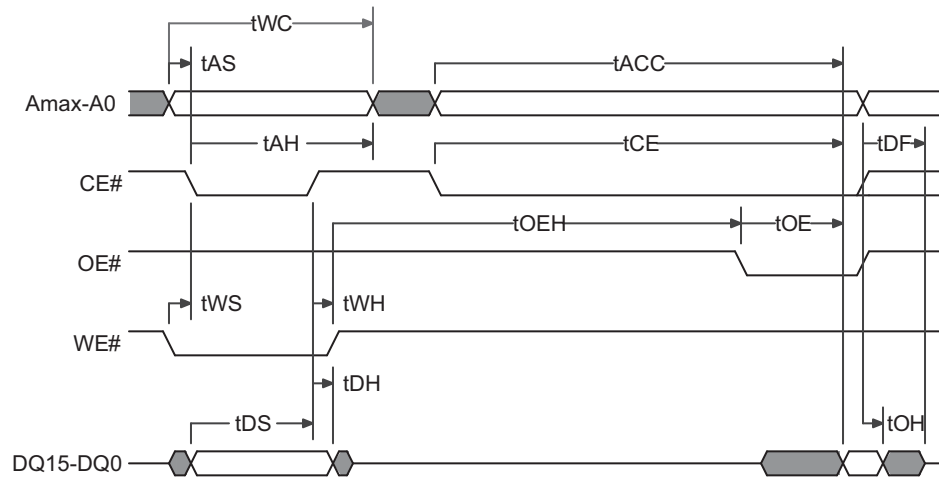 tWC
tAS
tACC
Amax-A0
tAH
tCE
tDF
CE#
tOEH
tOE
OE#
tWS
tWH
WE#
tDH
tDS
tOH
DQ15-DQ0